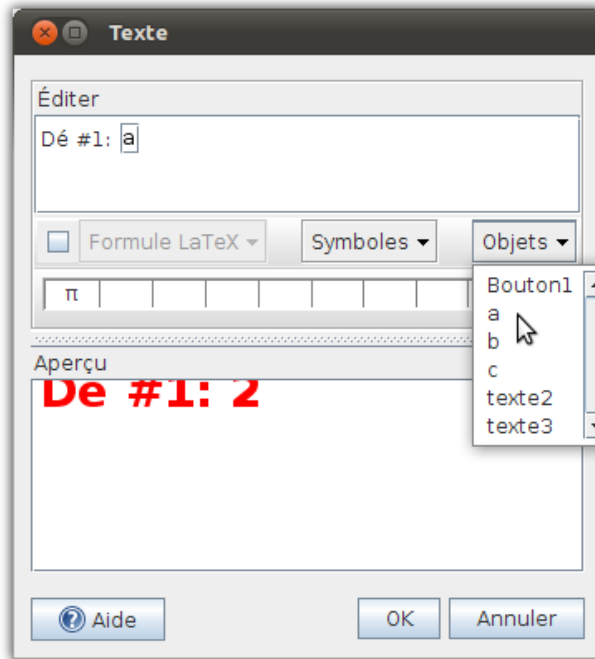 Texte
Éditer
Dé #1: a
Formule LaTeX
Symboles
Objets
π
Bouton1
a
b
c
texte2
texte3
Aperçu
Dé #1: 2
Aide
OK
Annuler